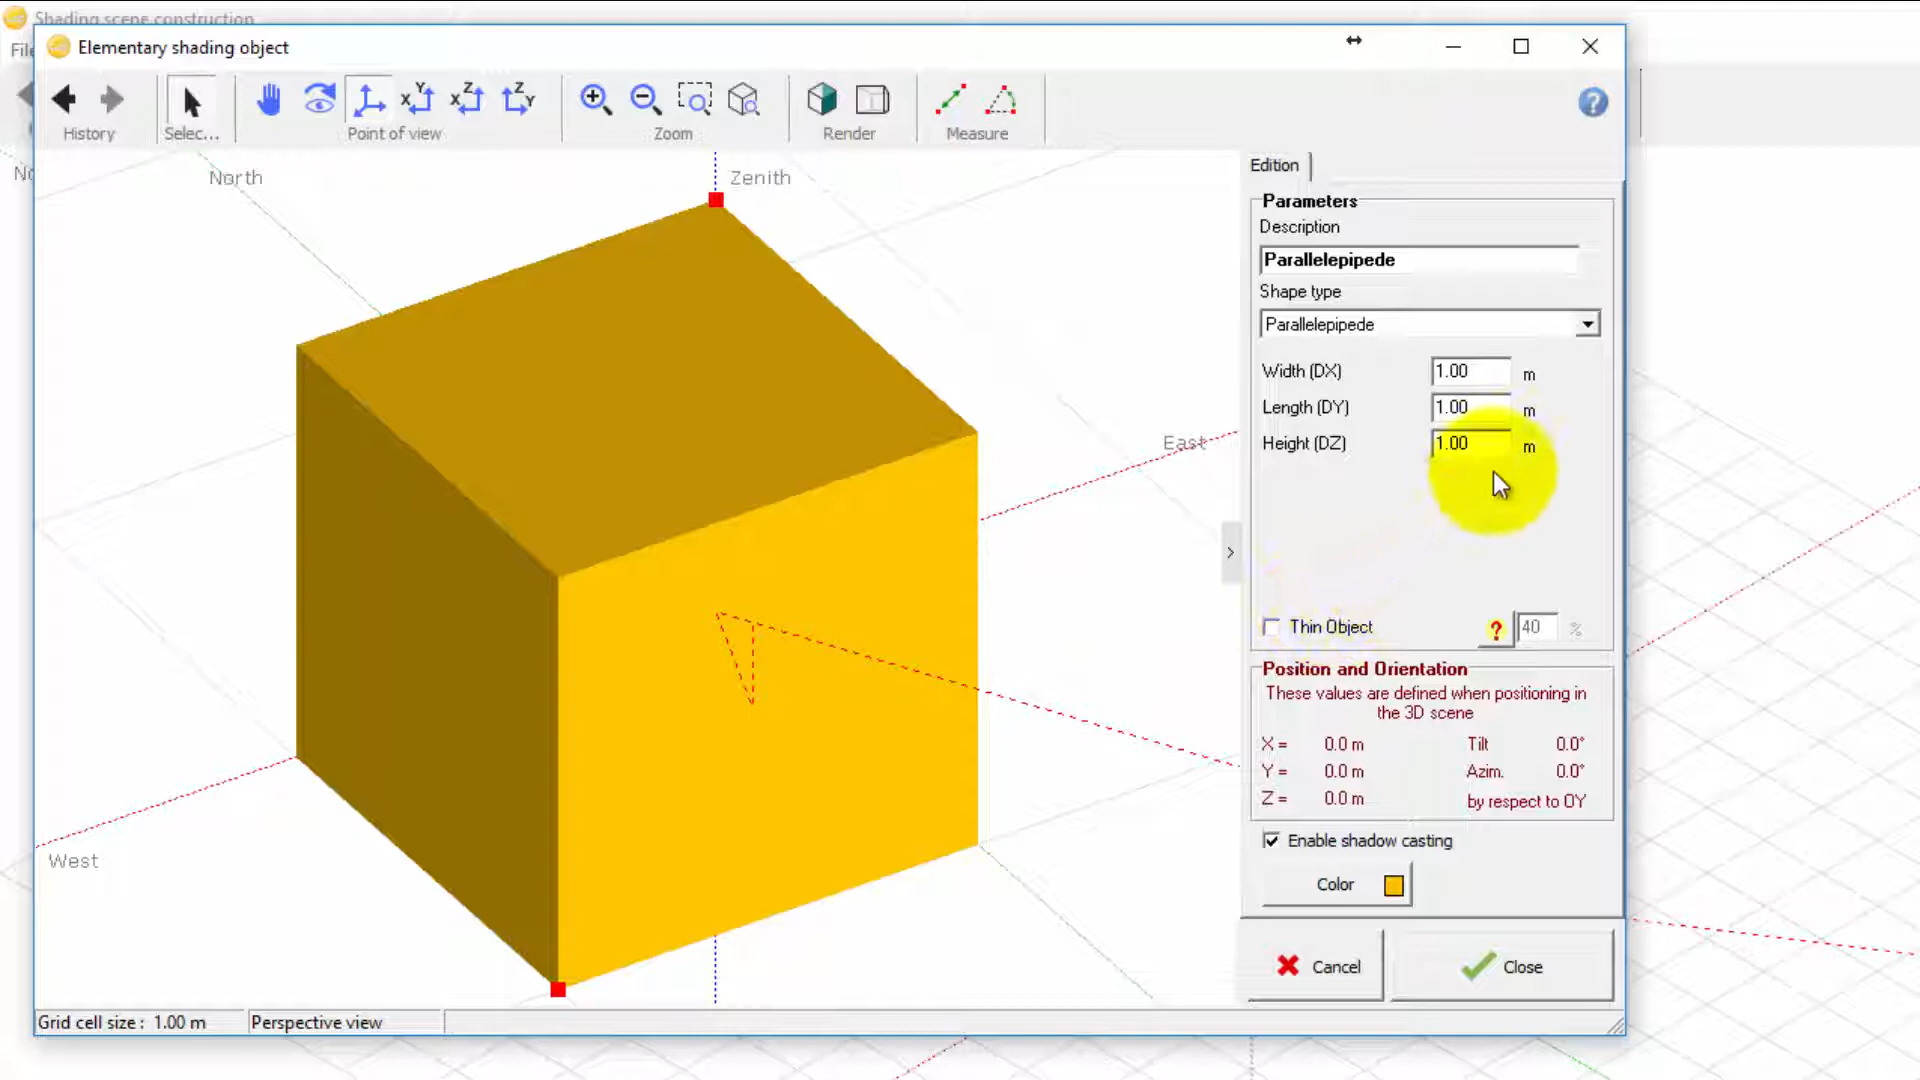 Shading scene construction
File
Elementary shading object
History
Selec...
Point of view
Zoom
Render
Measure
North
Zenith
East
West
Edition
Parameters
Description
Parallelepipede
Shape type
Parallelepipede
Width (DX) 1.00 m
Length (DY) 1.00 m
Height (DZ) 1.00 m
Thin Object ? 40 %
Position and Orientation
These values are defined when positioning in
the 3D scene
X = 0.0 m Tilt 0.0°
Y = 0.0 m Azim. 0.0°
Z = 0.0 m by respect to OY
Enable shadow casting
Color
Cancel Close
Grid cell size : 1.00 m Perspective view